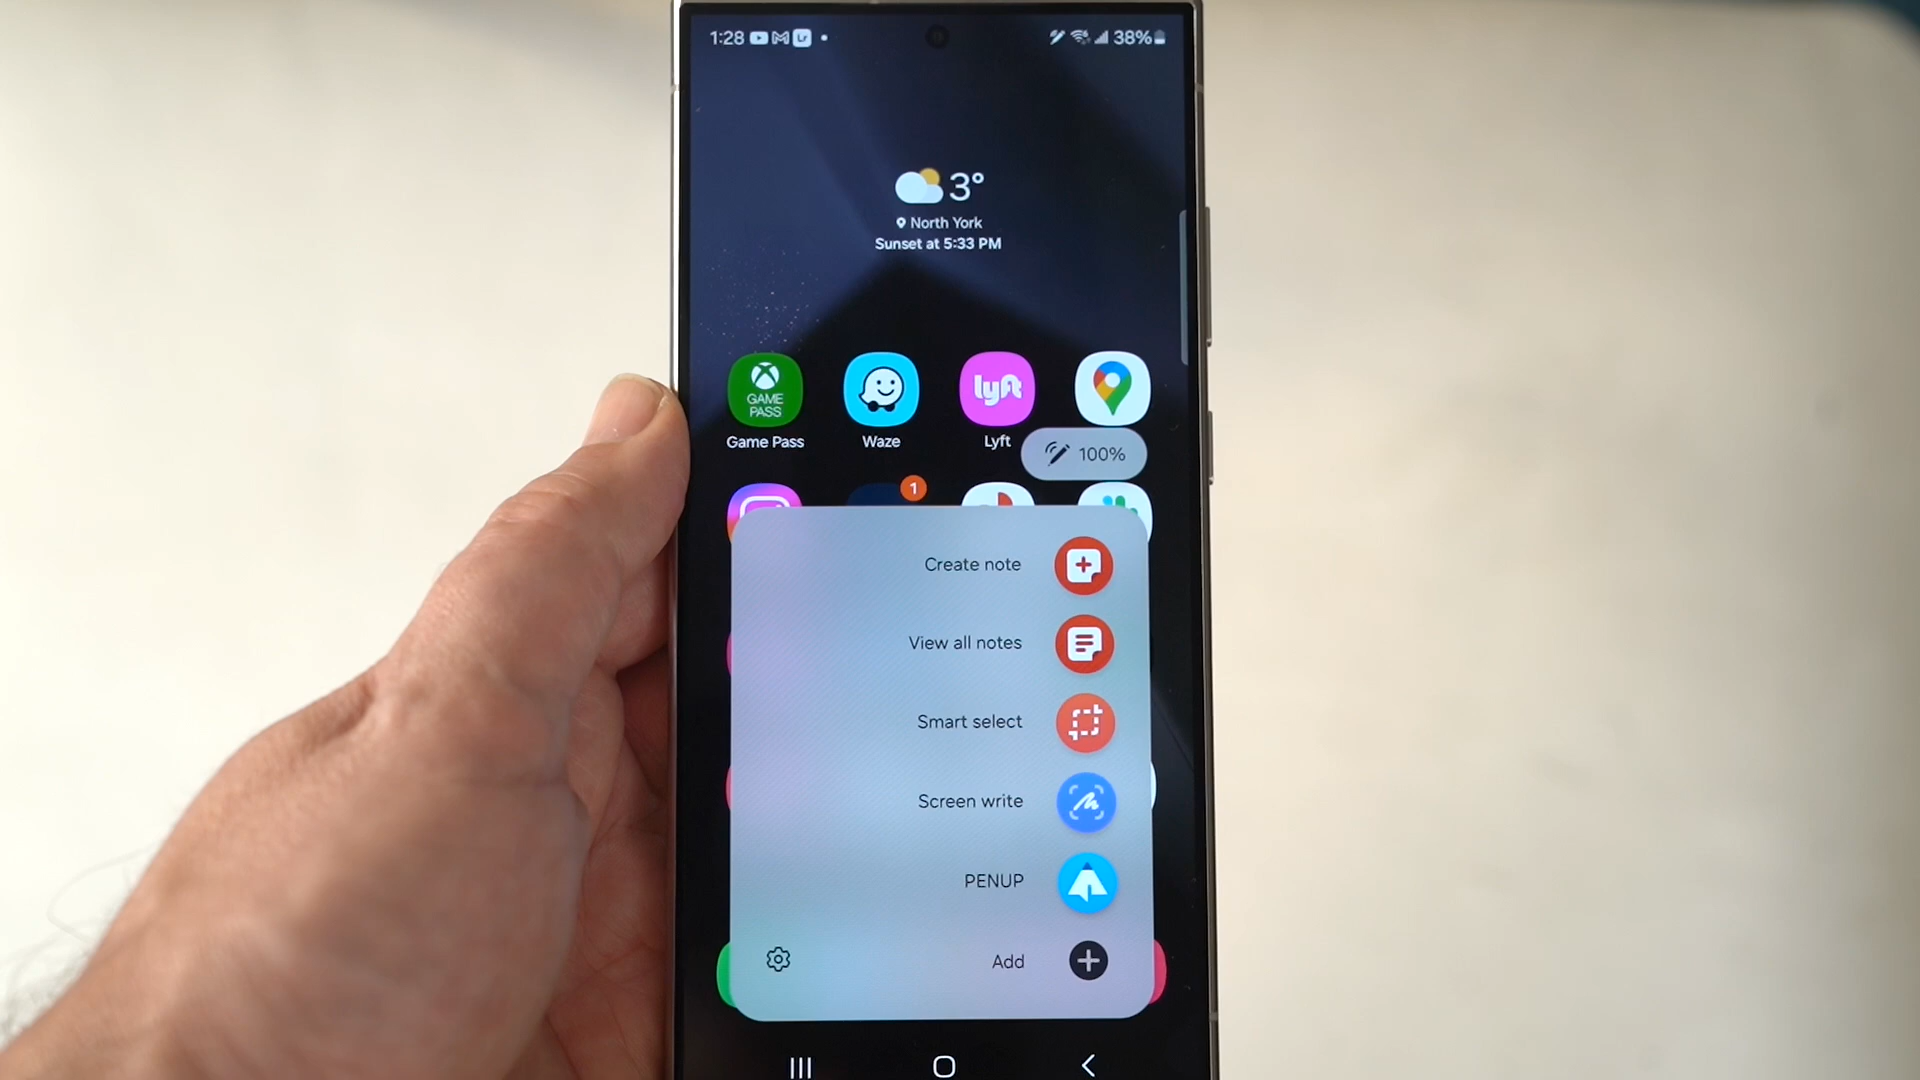 1:28
38%
3°
North York
Sunset at 5:33 PM
GAME
PASS
lyft
Game Pass
Waze
Lyft
100%
1
Create note
View all notes
Smart select
Screen write
PENUP
Add